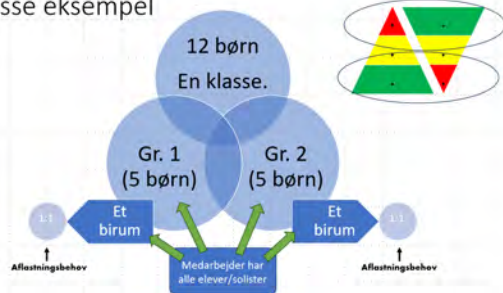 sse eksempel
12 børn
En klasse.
Gr. 1
(5 børn)
Gr. 2
(5 børn)
1:1
Et
birum
Et
birum
1:1
Aflastningsbehov
Medarbejder har
alle elever/solister
Aflastningsbehov